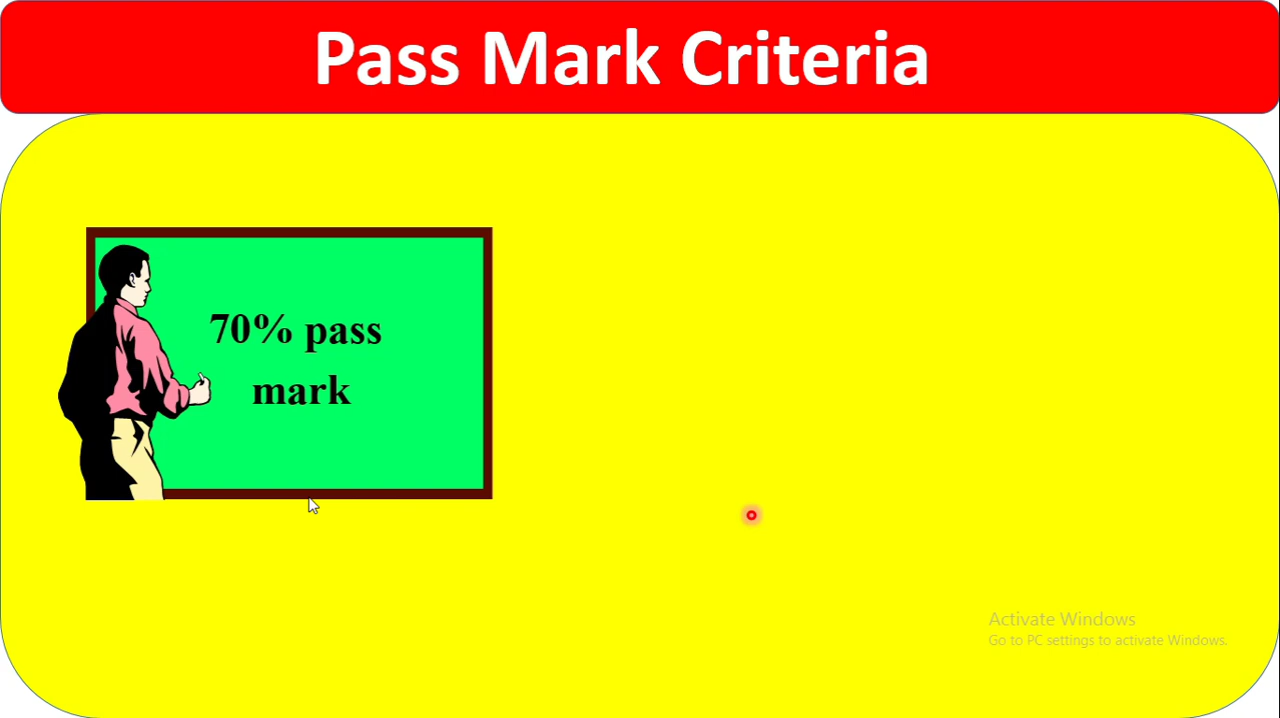 Pass Mark Criteria
70% pass
mark
Activate Windows
Go to PC settings to activate Windows.